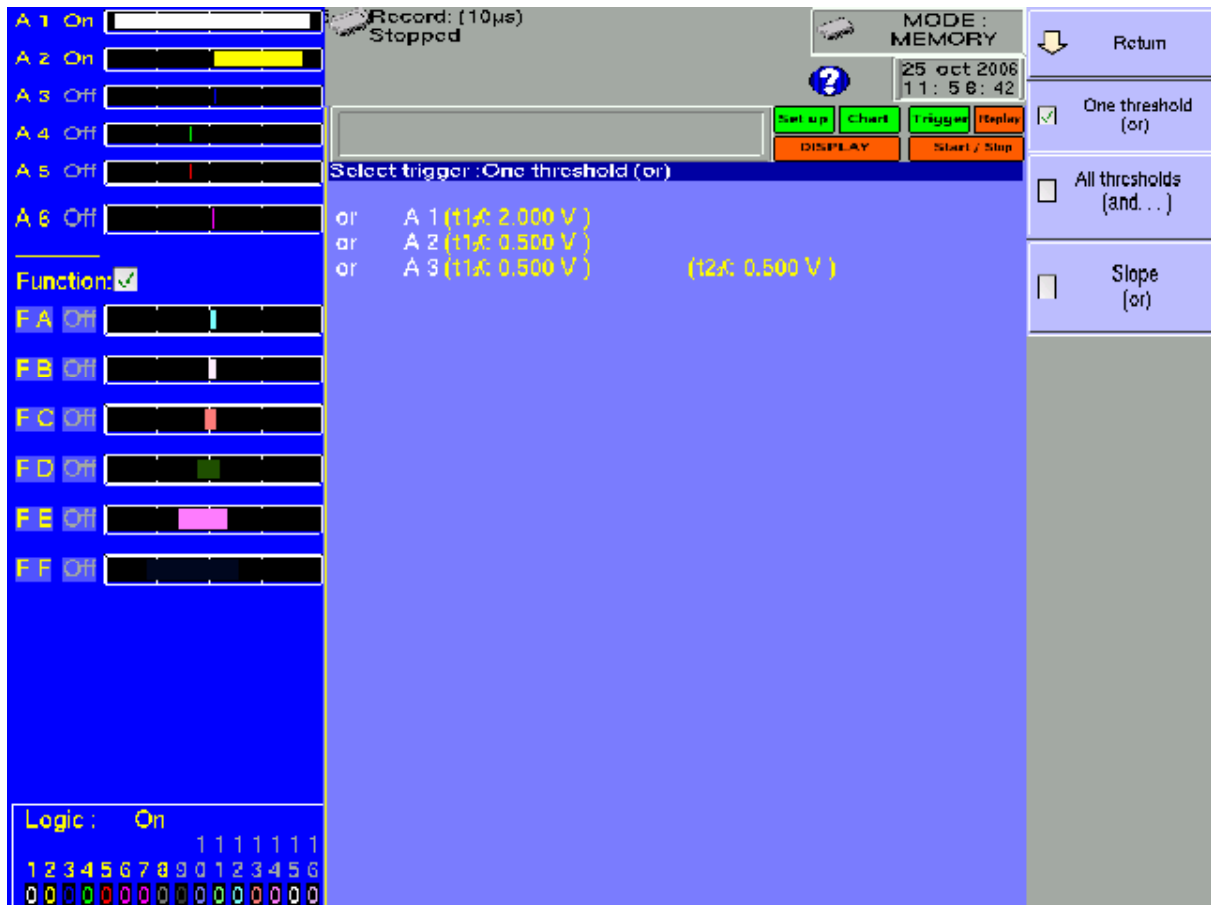 A 1 On
A 2 On
A 3 Off
A 4 Off
A 5 Off
A 6 Off
Function:
F A Off
F B Off
F C Off
F D Off
F E Off
F F Off
Logic : On
1 1 1 1 1 1 1
1 2 3 4 5 6 7 8 9 0 1 2 3 4 5 6
0 0 0 0 0 0 0 0 0 0 0 0 0 0 0 0
Record: (10µs)
Stopped
MODE :
MEMORY
?
25 oct 2006
11: 56: 42
Set up Chart Trigger Replay
DISPLAY Start / Stop
Select trigger :One threshold (or)
or A 1 (t1 : 2.000 V )
or A 2 (t1 : 0.500 V )
or A 3 (t1 : 0.500 V ) (t2 : 0.500 V )
Return
One threshold
(or)
All thresholds
(and. . . )
Slope
(or)